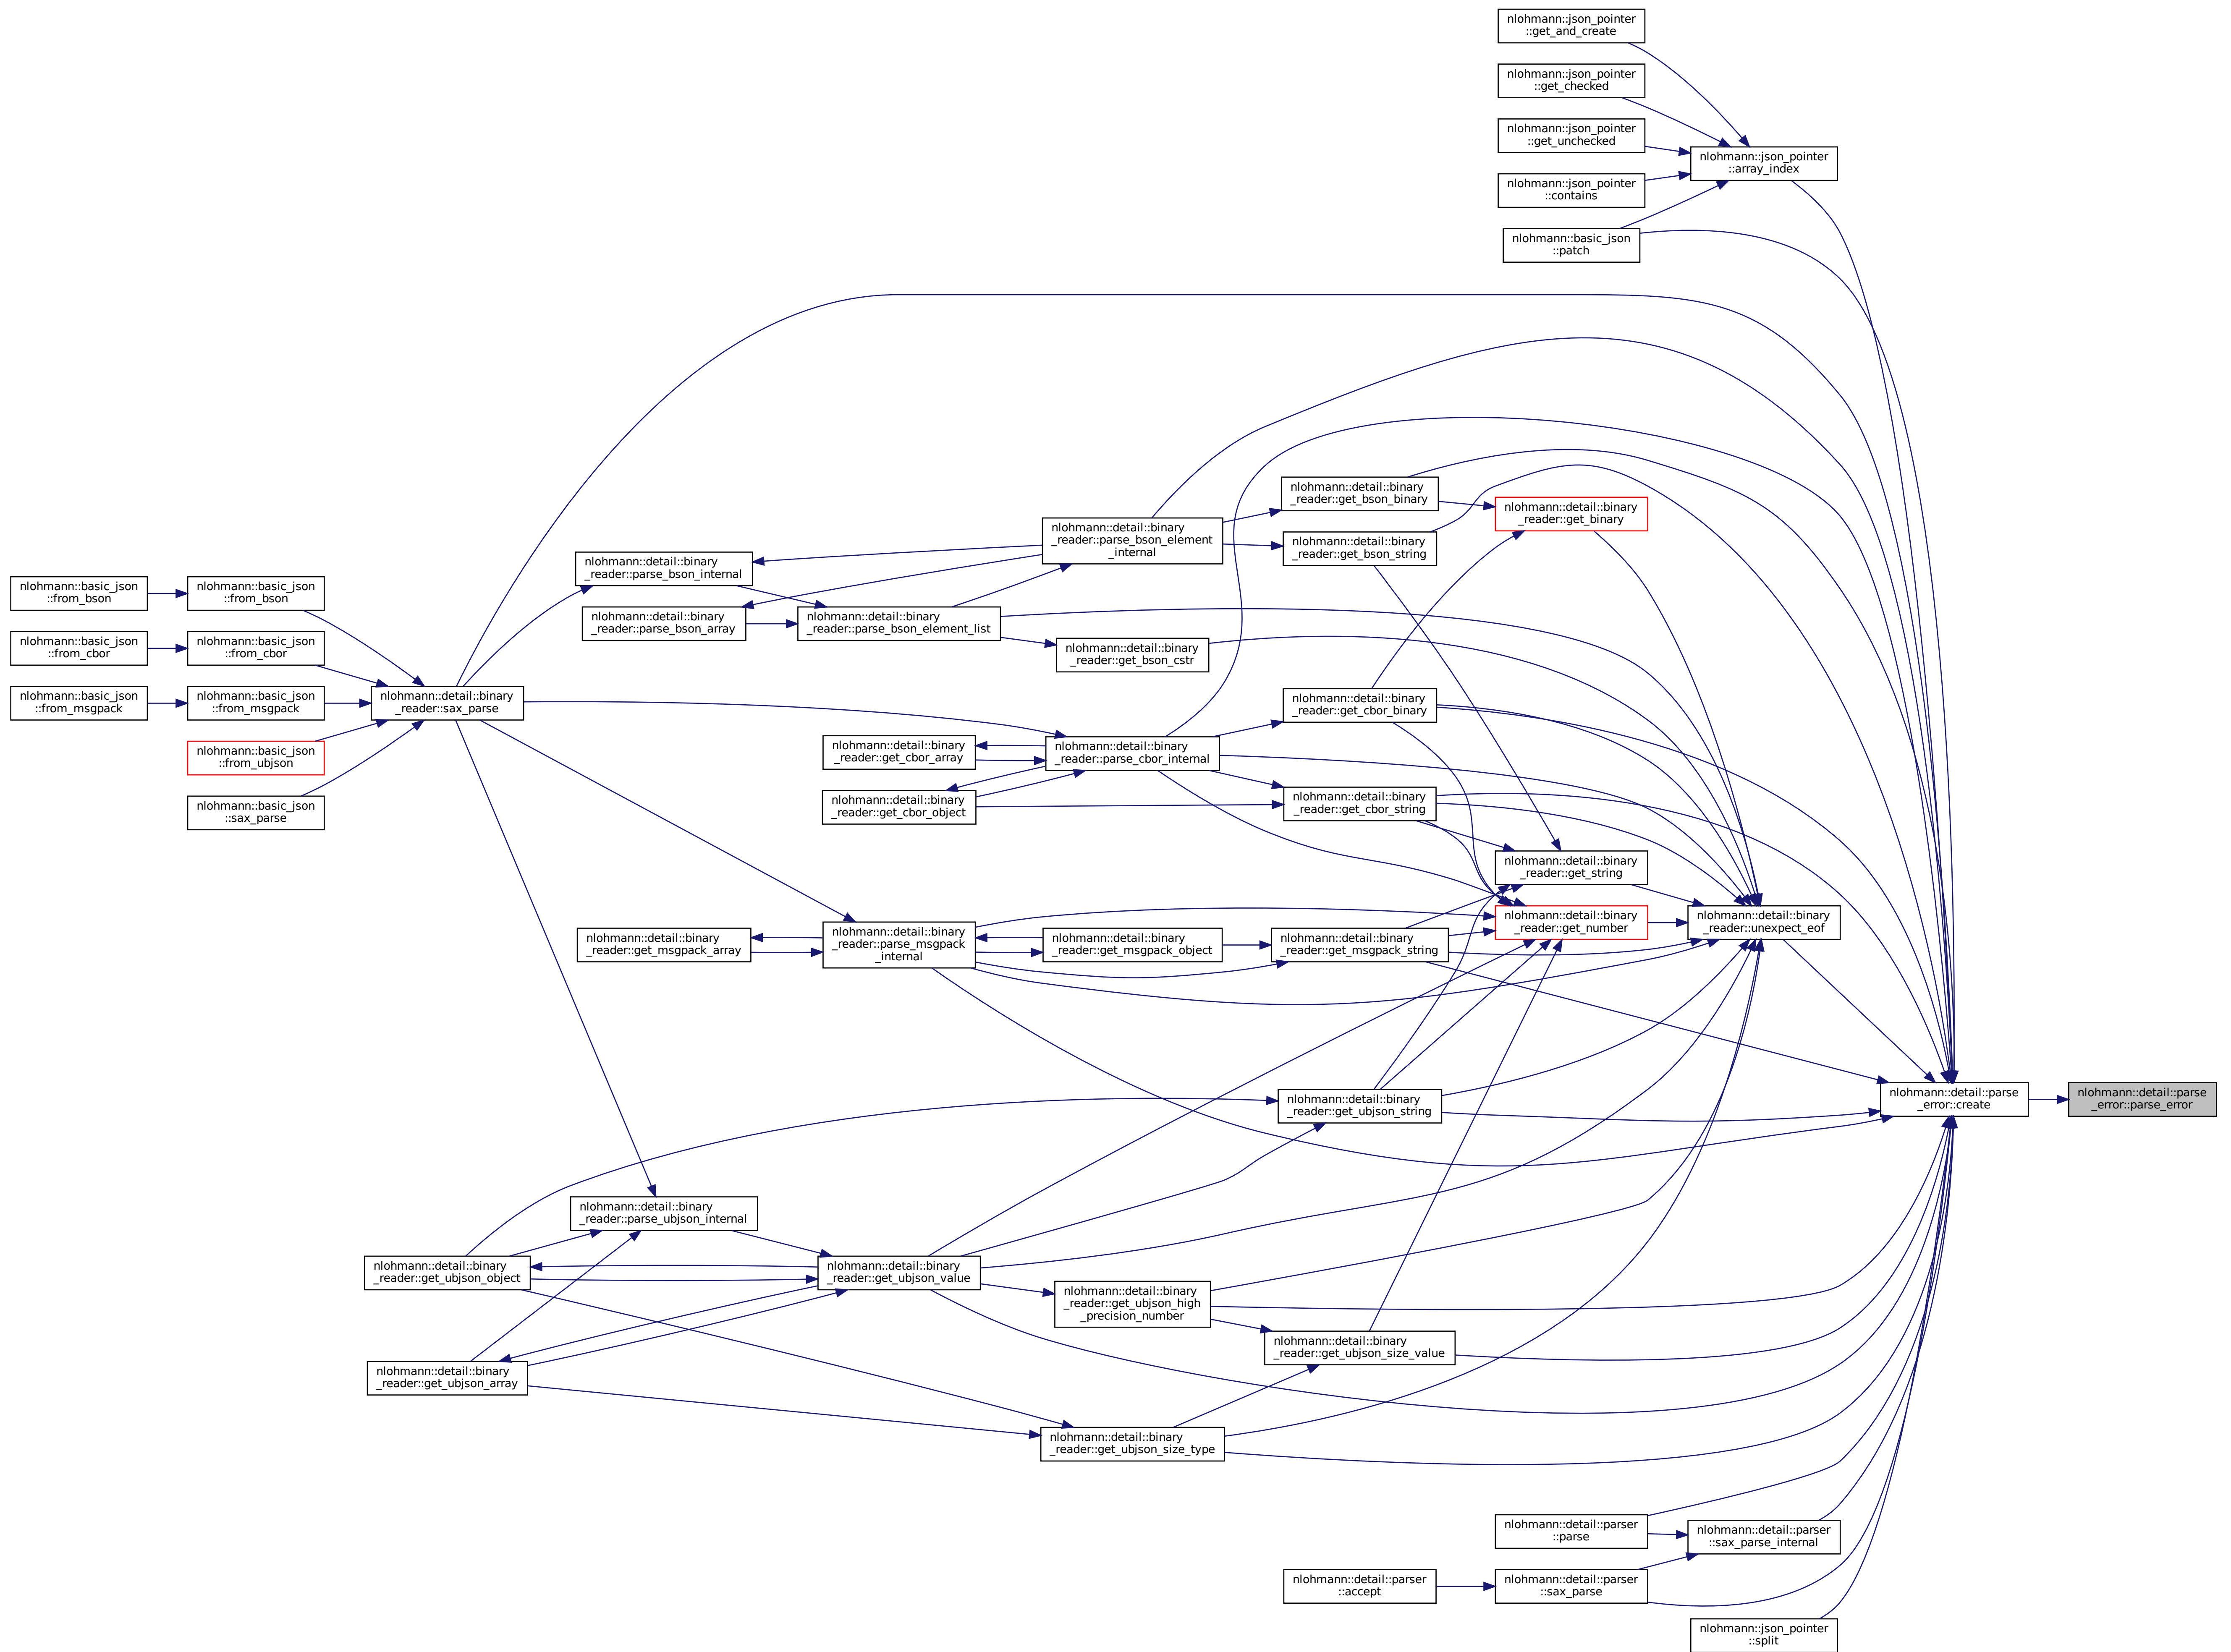 nlohmann::json_pointer
::get_and_create
nlohmann::json_pointer
::get_checked
nlohmann::json_pointer
::get_unchecked
nlohmann::json_pointer
::array_index
nlohmann::json_pointer
::contains
nlohmann::basic_json
::patch
nlohmann::detail::binary
_reader::get_bson_binary
nlohmann::detail::binary
_reader::get_binary
nlohmann::detail::binary
_reader::parse_bson_element
_internal
nlohmann::detail::binary
_reader::get_bson_string
nlohmann::detail::binary
_reader::parse_bson_internal
nlohmann::basic_json
::from_bson
nlohmann::basic_json
::from_bson
nlohmann::detail::binary
_reader::parse_bson_array
nlohmann::detail::binary
_reader::parse_bson_element_list
nlohmann::basic_json
::from_cbor
nlohmann::basic_json
::from_cbor
nlohmann::detail::binary
_reader::get_bson_cstr
nlohmann::basic_json
::from_msgpack
nlohmann::basic_json
::from_msgpack
nlohmann::detail::binary
_reader::sax_parse
nlohmann::detail::binary
_reader::get_cbor_binary
nlohmann::basic_json
::from_ubjson
nlohmann::detail::binary
_reader::get_cbor_array
nlohmann::detail::binary
_reader::parse_cbor_internal
nlohmann::basic_json
::sax_parse
nlohmann::detail::binary
_reader::get_cbor_object
nlohmann::detail::binary
_reader::get_cbor_string
nlohmann::detail::binary
_reader::get_string
nlohmann::detail::binary
_reader::get_number
nlohmann::detail::binary
_reader::unexpect_eof
nlohmann::detail::binary
_reader::get_msgpack_array
nlohmann::detail::binary
_reader::parse_msgpack
_internal
nlohmann::detail::binary
_reader::get_msgpack_object
nlohmann::detail::binary
_reader::get_msgpack_string
nlohmann::detail::binary
_reader::get_ubjson_string
nlohmann::detail::parse
_error::create
nlohmann::detail::parse
_error::parse_error
nlohmann::detail::binary
_reader::parse_ubjson_internal
nlohmann::detail::binary
_reader::get_ubjson_object
nlohmann::detail::binary
_reader::get_ubjson_value
nlohmann::detail::binary
_reader::get_ubjson_high
_precision_number
nlohmann::detail::binary
_reader::get_ubjson_size_value
nlohmann::detail::binary
_reader::get_ubjson_array
nlohmann::detail::binary
_reader::get_ubjson_size_type
nlohmann::detail::parser
::parse
nlohmann::detail::parser
::sax_parse_internal
nlohmann::detail::parser
::accept
nlohmann::detail::parser
::sax_parse
nlohmann::json_pointer
::split